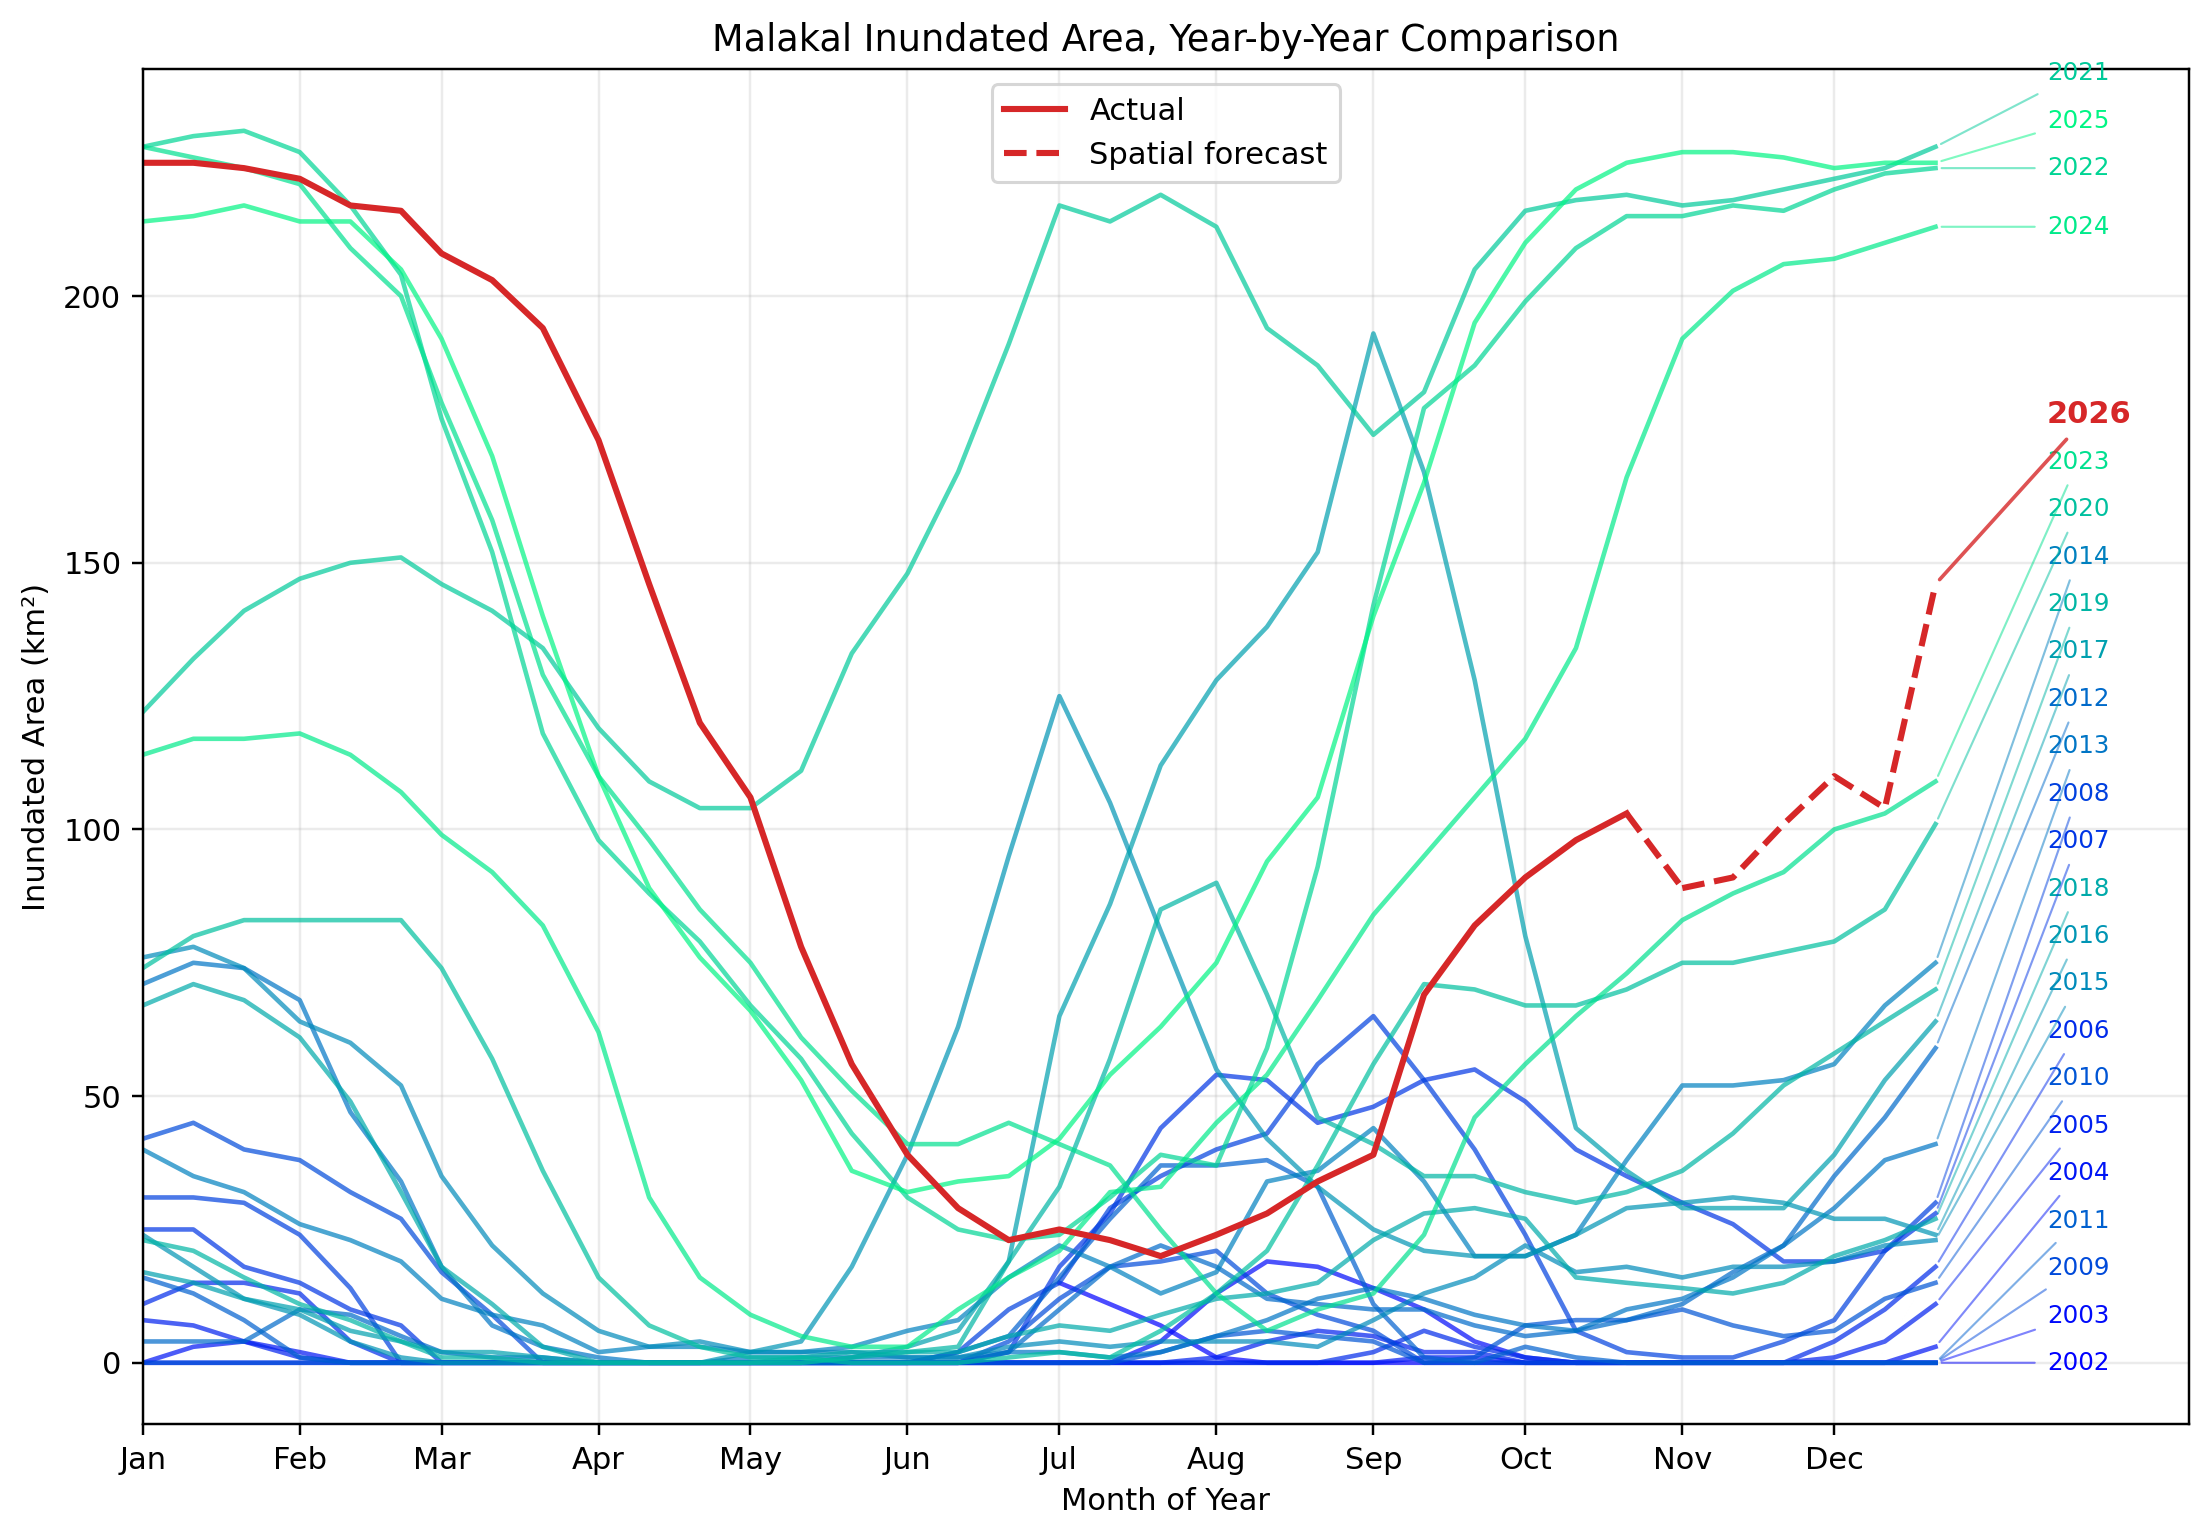 Malakal Inundated Area, Year-by-Year Comparison
Actual
Spatial forecast
Inundated Area (km²)
200
150
100
50
0
Jan
Feb
Mar
Apr
May
Jun
Jul
Aug
Sep
Oct
Nov
Dec
Month of Year
2021
2025
2022
2024
2026
2023
2020
2014
2019
2017
2012
2013
2008
2007
2018
2016
2015
2006
2010
2005
2004
2011
2009
2003
2002